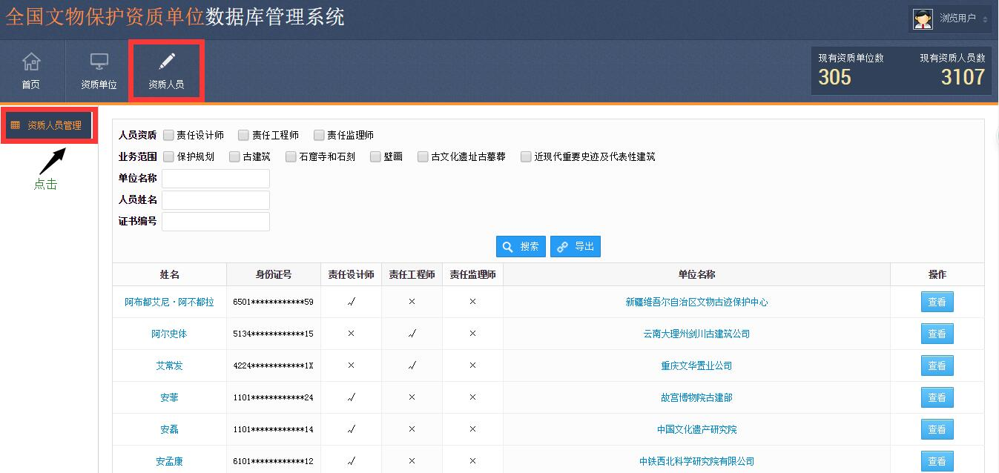 全国文物保护资质单位数据库管理系统
浏览用户
首页 资质单位 资质人员
现有资质单位数 现有资质人员数
305 3107
资质人员管理
点击
人员资质 责任设计师 责任工程师 责任监理师
业务范围 保护规划 古建筑 石窟寺和石刻 壁画 古文化遗址古墓葬 近现代重要史迹及代表性建筑
单位名称
人员姓名
证书编号
搜索 导出
姓名 身份证号 责任设计师 责任工程师 责任监理师 单位名称 操作
阿布都艾尼·阿不都拉 6501************59 √ × × 新疆维吾尔自治区文物古迹保护中心 查看
阿尔史体 5134************15 × √ × 云南大理州剑川古建筑公司 查看
艾常发 4224************1X × √ × 重庆文华置业公司 查看
安菲 1101************24 √ × × 故宫博物院古建部 查看
安磊 1101************14 √ × × 中国文化遗产研究院 查看
安孟康 6101************12 √ × × 中铁西北科学研究院有限公司 查看